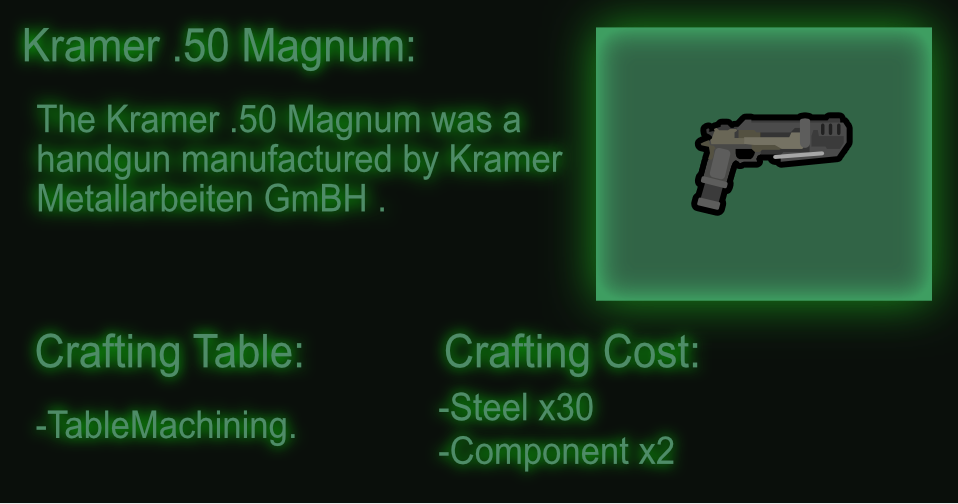 Kramer .50 Magnum:
The Kramer .50 Magnum was a
handgun manufactured by Kramer
Metallarbeiten GmBH .
Crafting Table:
-TableMachining.
Crafting Cost:
-Steel x30
-Component x2